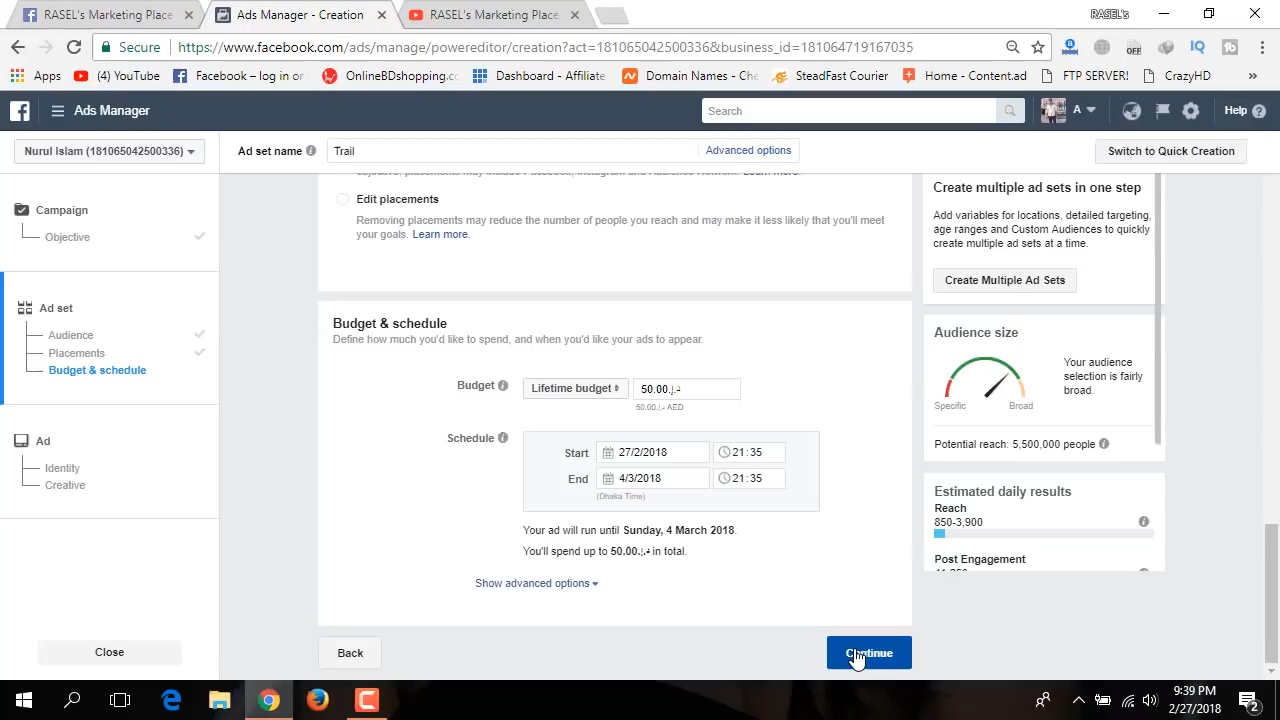 RASEL's Marketing Place
Ads Manager - Creation
RASEL's Marketing Place
RASEL's
Secure
https://www.facebook.com/ads/manage/powereditor/creation?act=181065042500336&business_id=181064719167035
OFF
IQ
Apps
(4) YouTube
Facebook – log in or
OnlineBDshopping.c
Dashboard - Affiliate
Domain Names - Che
SteadFast Courier
Home - Content.ad
FTP SERVER!
CrazyHD
»
Ads Manager
Search
A
Help
Nurul Islam (181065042500336)
Ad set name
Trail
Advanced options
Switch to Quick Creation
Campaign
Objective
Ad set
Audience
Placements
Budget & schedule
Ad
Identity
Creative
Close
Edit placements
Removing placements may reduce the number of people you reach and may make it less likely that you'll meet
your goals. Learn more.
Budget & schedule
Define how much you'd like to spend, and when you'd like your ads to appear.
Budget
Lifetime budget
50.00د.إ.‏
50.00د.إ.‏ AED
Schedule
Start
27/2/2018
21:35
End
4/3/2018
21:35
(Dhaka Time)
Your ad will run until Sunday, 4 March 2018.
You'll spend up to 50.00د.إ.‏ in total.
Show advanced options
Back
Continue
Create multiple ad sets in one step
Add variables for locations, detailed targeting,
age ranges and Custom Audiences to quickly
create multiple ad sets at a time.
Create Multiple Ad Sets
Audience size
Specific
Broad
Your audience
selection is fairly
broad.
Potential reach: 5,500,000 people
Estimated daily results
Reach
850-3,900
Post Engagement
9:39 PM
2/27/2018
2